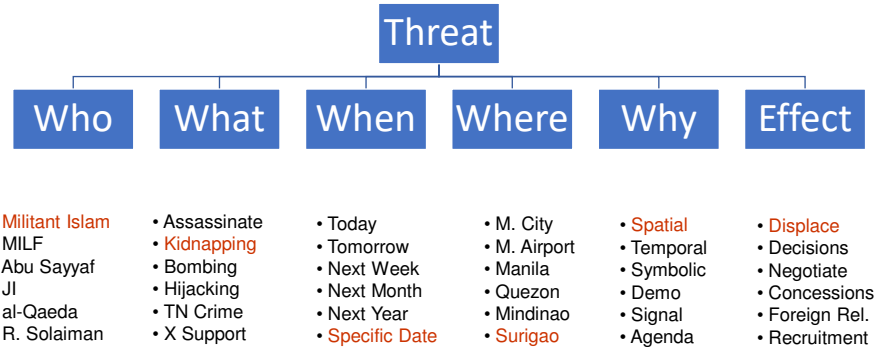 Threat
Who
What
When
Where
Why
Effect
Militant Islam
MILF
Abu Sayyaf
JI
al-Qaeda
R. Solaiman
• Assassinate
• Kidnapping
• Bombing
• Hijacking
• TN Crime
• X Support
• Today
• Tomorrow
• Next Week
• Next Month
• Next Year
• Specific Date
• M. City
• M. Airport
• Manila
• Quezon
• Mindinao
• Surigao
• Spatial
• Temporal
• Symbolic
• Demo
• Signal
• Agenda
• Displace
• Decisions
• Negotiate
• Concessions
• Foreign Rel.
• Recruitment